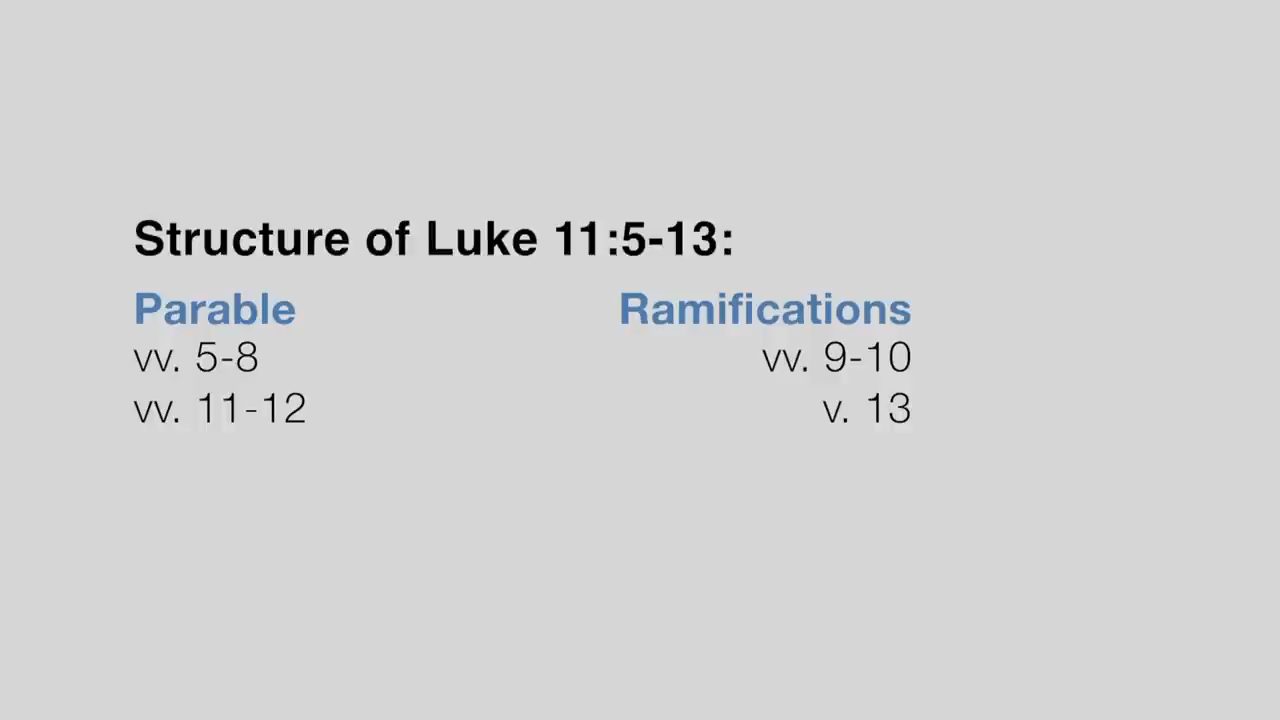 Structure of Luke 11:5-13:
Parable Ramifications
vv. 5-8 vv. 9-10
vv. 11-12 v. 13